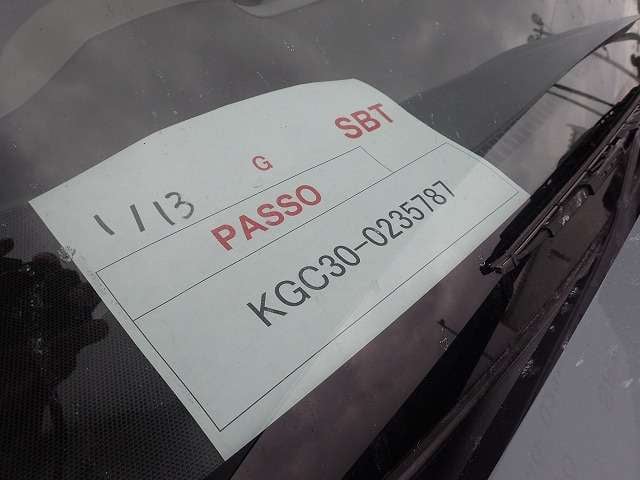 SBT
G
1/13
PASSO
KGC30-0235787